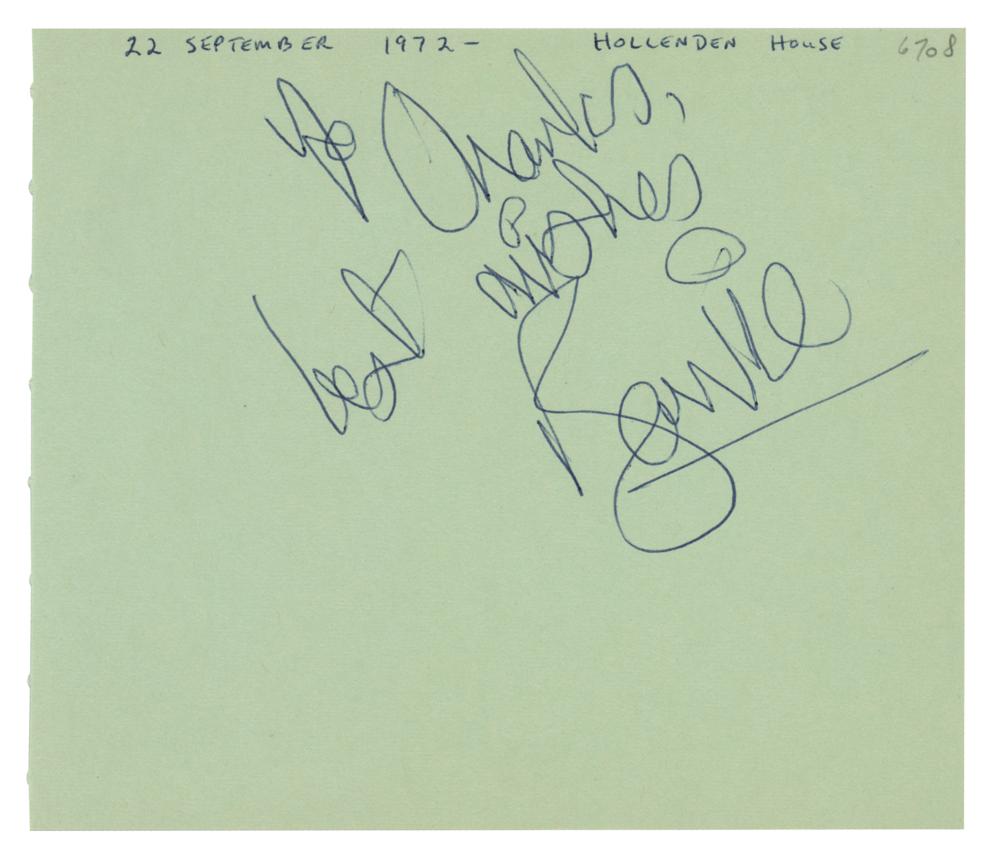 22 SEPTEMBER 1972 - HOLLENDEN HOUSE 6708
To Charles,
best wishes
Bowie